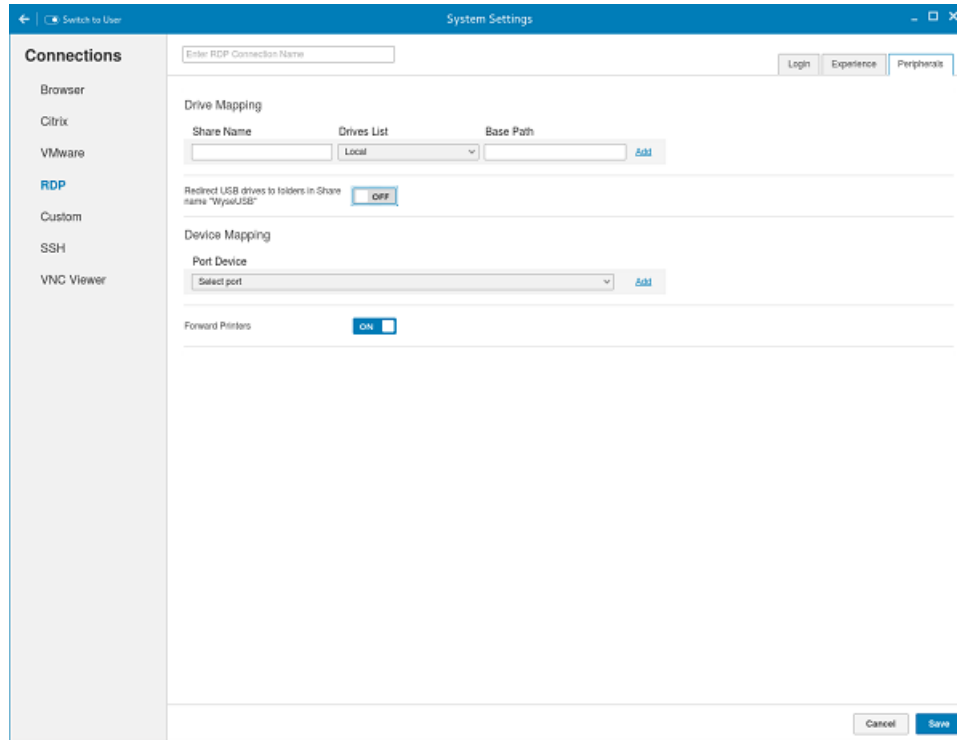 Switch to User
System Settings
Connections
Browser
Citrix
VMware
RDP
Custom
SSH
VNC Viewer
Enter RDP Connection Name
Login Experience Peripherals
Drive Mapping
Share Name Drives List Base Path
Local Add
Redirect USB drives to folders in Share
name "WyseUSB"
OFF
Device Mapping
Port Device
Select port Add
Forward Printers ON
Cancel Save